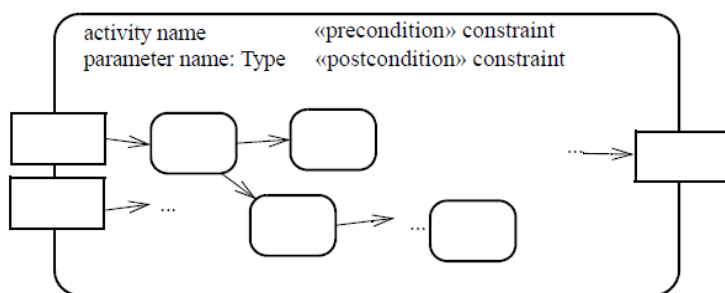 activity name «precondition» constraint
parameter name: Type «postcondition» constraint
...
...
...